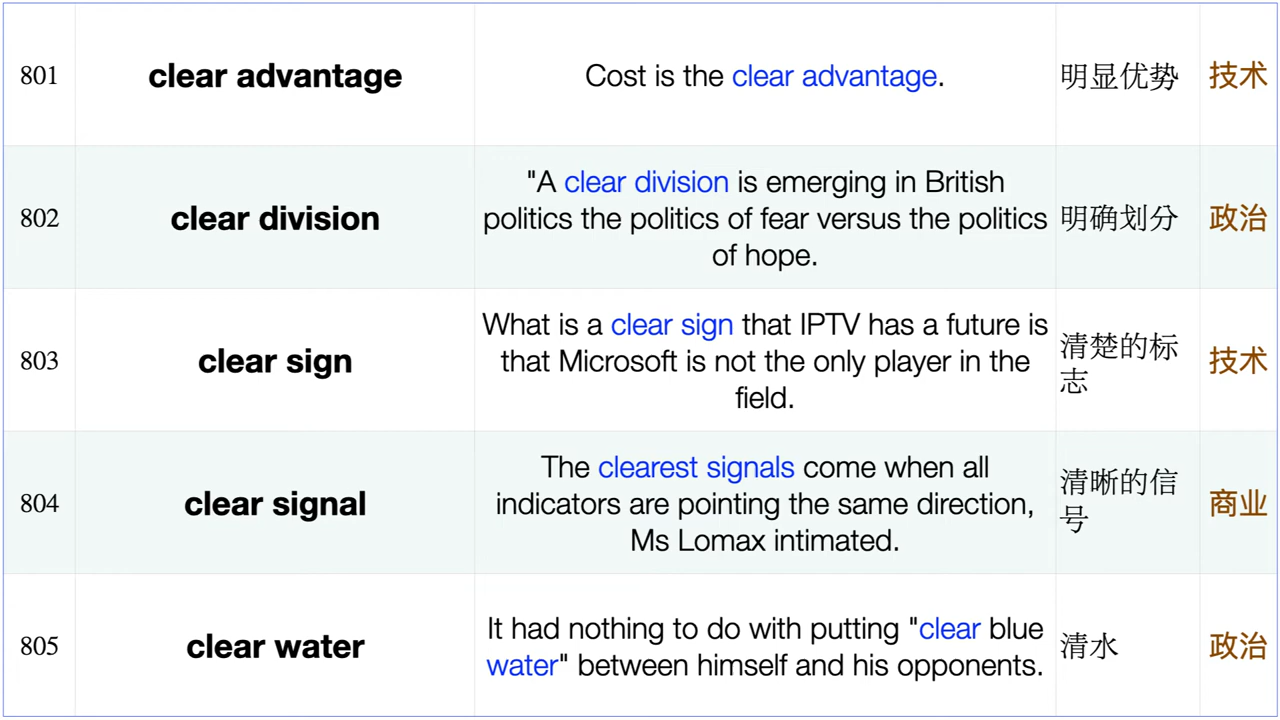 801
clear advantage
Cost is the clear advantage.
明显优势
技术
802
clear division
"A clear division is emerging in British
politics the politics of fear versus the politics
of hope.
明确划分
政治
803
clear sign
What is a clear sign that IPTV has a future is
that Microsoft is not the only player in the
field.
清楚的标
志
技术
804
clear signal
The clearest signals come when all
indicators are pointing the same direction,
Ms Lomax intimated.
清晰的信
号
商业
805
clear water
It had nothing to do with putting "clear blue
water" between himself and his opponents.
清水
政治